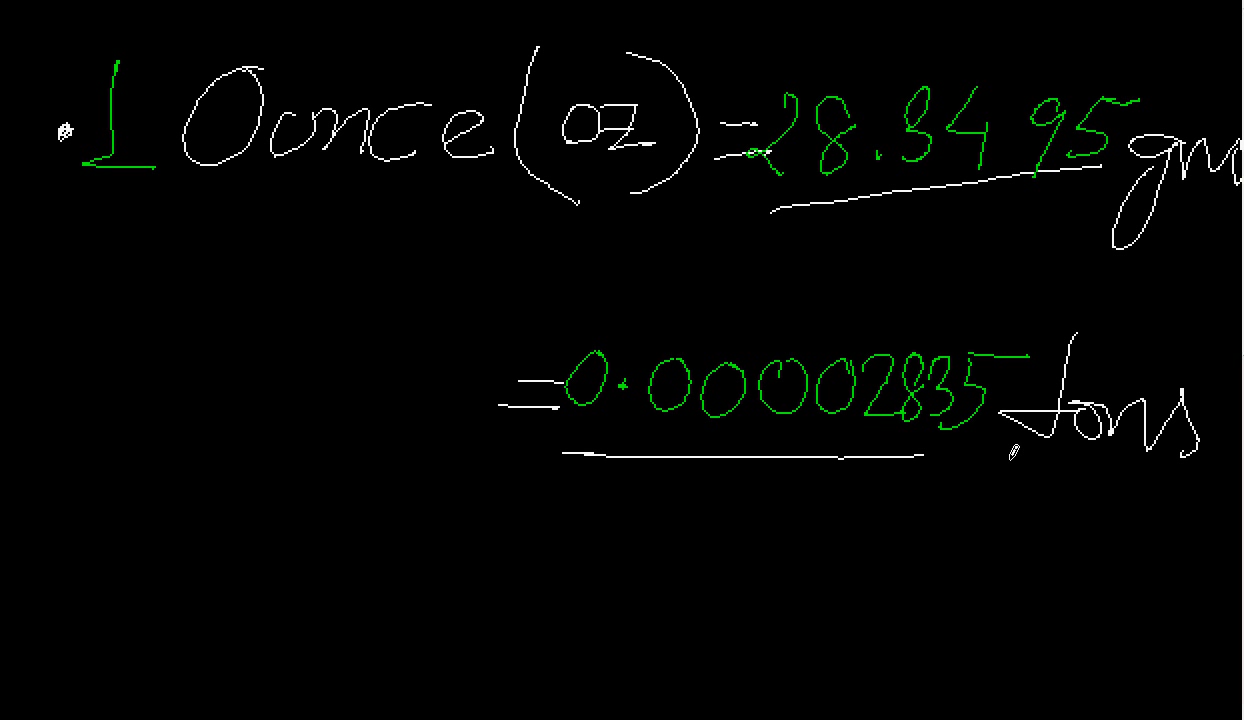 . 1 Ounce (oz) = 28.3495 gm
= 0.00002835 tons